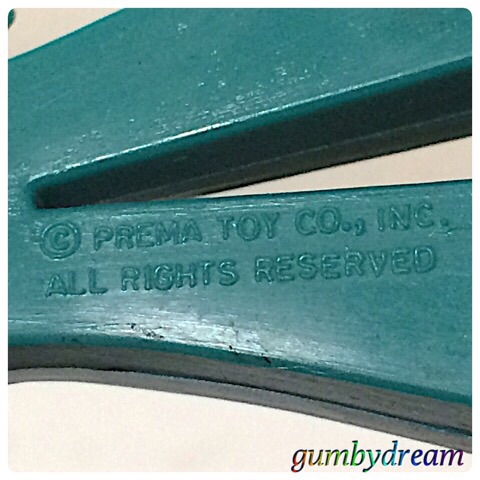 © PREMA TOY CO., INC.
ALL RIGHTS RESERVED
gumbydream